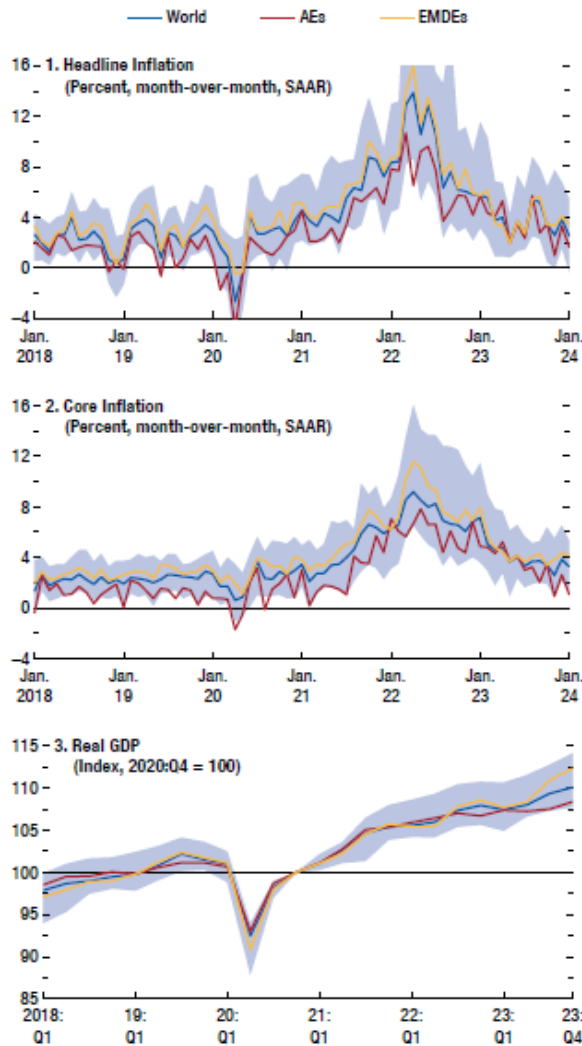 World AEs EMDEs
1. Headline Inflation
(Percent, month-over-month, SAAR)
16
12
8
4
0
−4
Jan. Jan. Jan. Jan. Jan. Jan. Jan.
2018 19 20 21 22 23 24
2. Core Inflation
(Percent, month-over-month, SAAR)
16
12
8
4
0
−4
Jan. Jan. Jan. Jan. Jan. Jan. Jan.
2018 19 20 21 22 23 24
3. Real GDP
(Index, 2020:Q4 = 100)
115
110
105
100
95
90
85
2018: 19: 20: 21: 22: 23: 23:
Q1 Q1 Q1 Q1 Q1 Q1 Q4